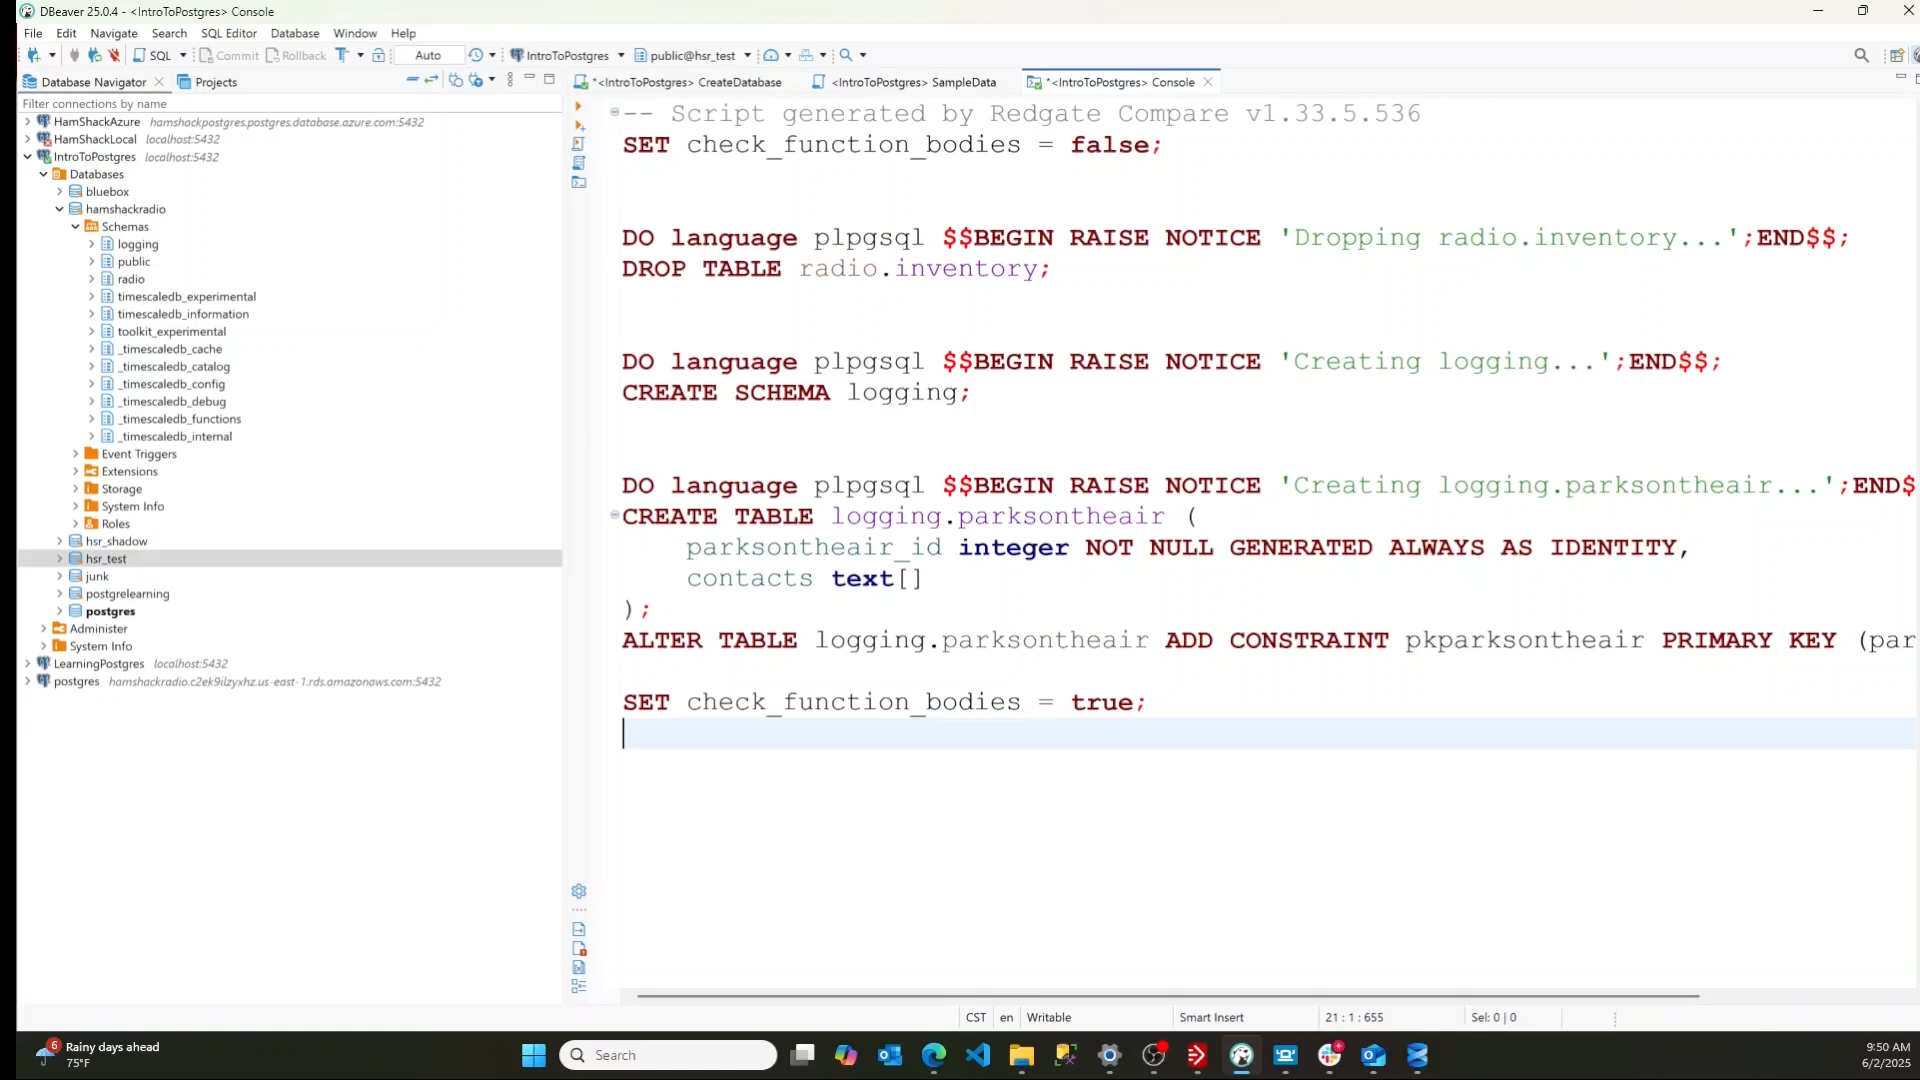 DBeaver 25.0.4 - <IntroToPostgres> Console
File Edit Navigate Search SQL Editor Database Window Help
SQL Commit Rollback Auto IntroToPostgres public@hsr_test
Database Navigator Projects
*<IntroToPostgres> CreateDatabase <IntroToPostgres> SampleData *<IntroToPostgres> Console
Filter connections by name
HamShackAzure hamshackpostgres.postgres.database.azure.com:5432
HamShackLocal localhost:5432
IntroToPostgres localhost:5432
Databases
bluebox
hamshackradio
Schemas
logging
public
radio
timescaledb_experimental
timescaledb_information
toolkit_experimental
_timescaledb_cache
_timescaledb_catalog
_timescaledb_config
_timescaledb_debug
_timescaledb_functions
_timescaledb_internal
Event Triggers
Extensions
Storage
System Info
Roles
hsr_shadow
hsr_test
junk
postgrelearning
postgres
Administer
System Info
LearningPostgres localhost:5432
postgres hamshackradio.c2ek9ilzyxhz.us-east-1.rds.amazonaws.com:5432
-- Script generated by Redgate Compare v1.33.5.536
SET check_function_bodies = false;
DO language plpgsql $$BEGIN RAISE NOTICE 'Dropping radio.inventory...';END$$;
DROP TABLE radio.inventory;
DO language plpgsql $$BEGIN RAISE NOTICE 'Creating logging...';END$$;
CREATE SCHEMA logging;
DO language plpgsql $$BEGIN RAISE NOTICE 'Creating logging.parksontheair...';END$
CREATE TABLE logging.parksontheair (
parksontheair_id integer NOT NULL GENERATED ALWAYS AS IDENTITY,
contacts text[]
);
ALTER TABLE logging.parksontheair ADD CONSTRAINT pkparksontheair PRIMARY KEY (par
SET check_function_bodies = true;
CST en Writable Smart Insert 21 : 1 : 655 Sel: 0 | 0
6 Rainy days ahead
75°F
Search
9:50 AM
6/2/2025